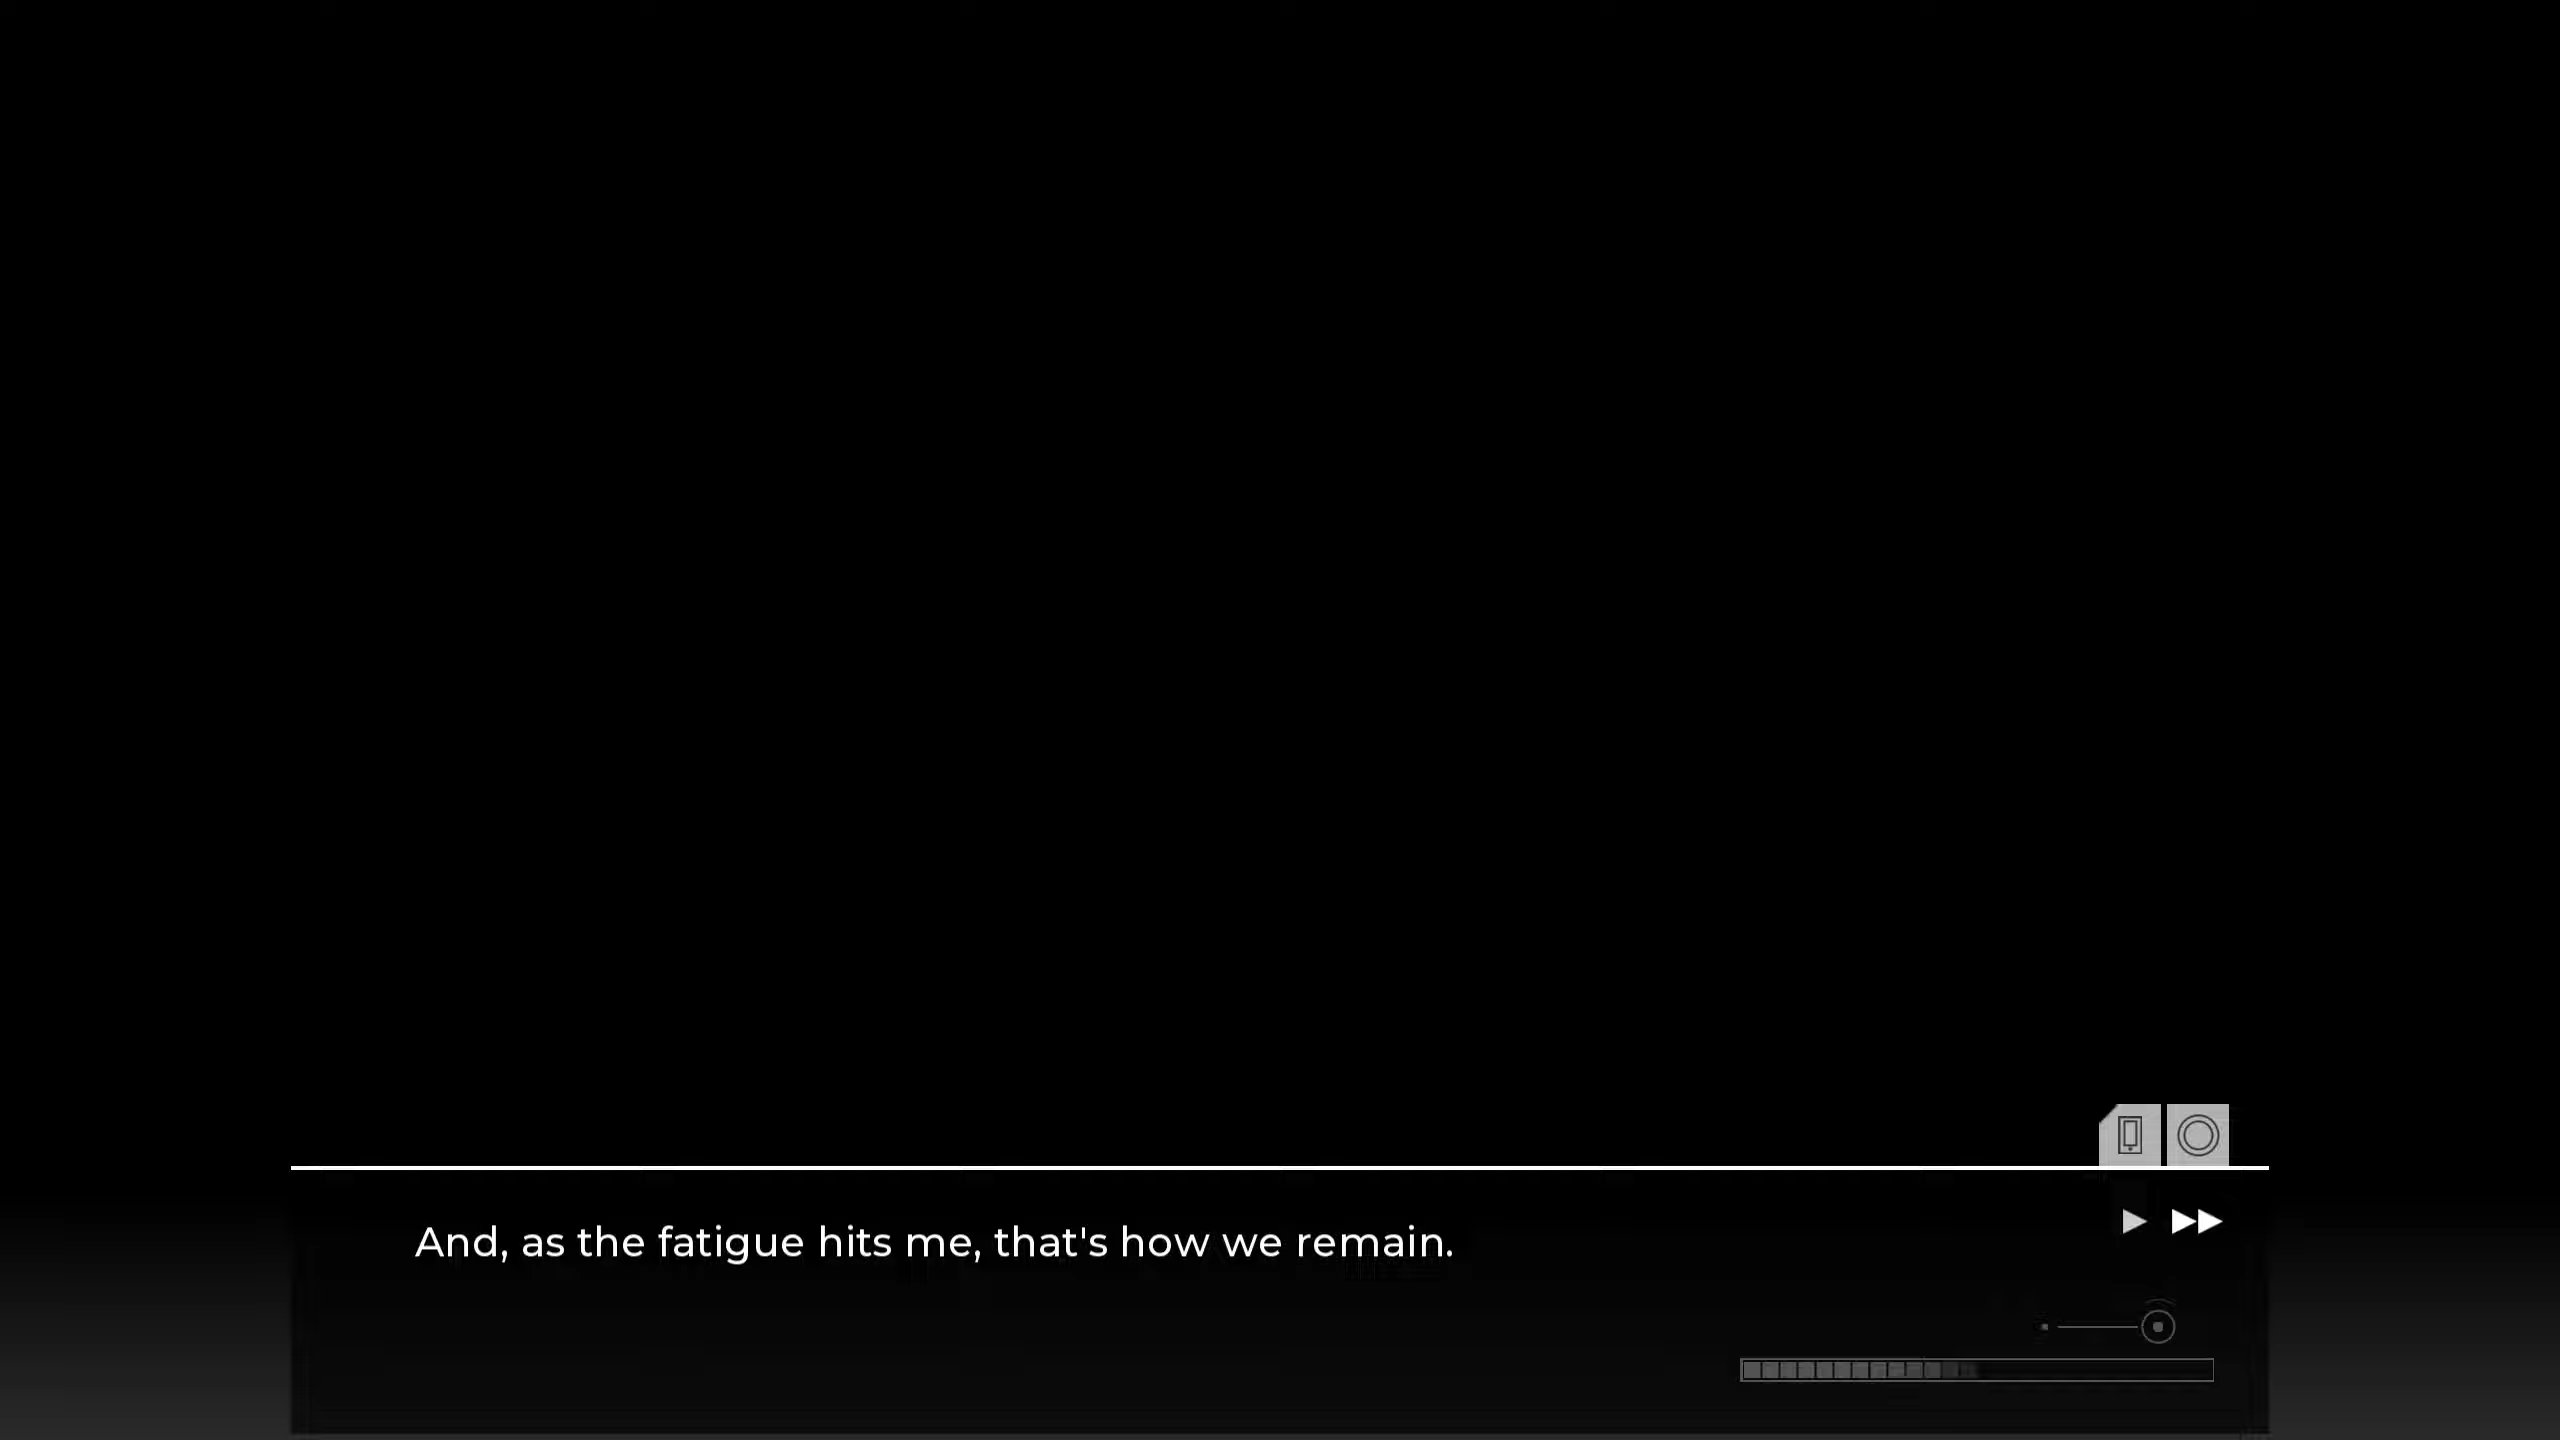 And, as the fatigue hits me, that's how we remain.